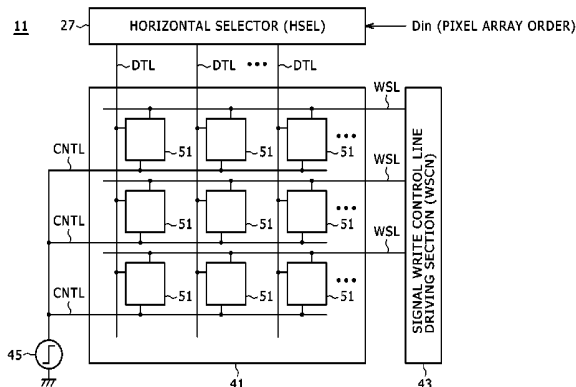 11
27
HORIZONTAL SELECTOR (HSEL)
Din (PIXEL ARRAY ORDER)
DTL DTL ••• DTL
WSL
51 51 51 •••
CNTL
WSL
51 51 51 •••
CNTL
WSL
51 51 51 •••
CNTL
SIGNAL WRITE CONTROL LINE
DRIVING SECTION (WSCN)
45
41
43